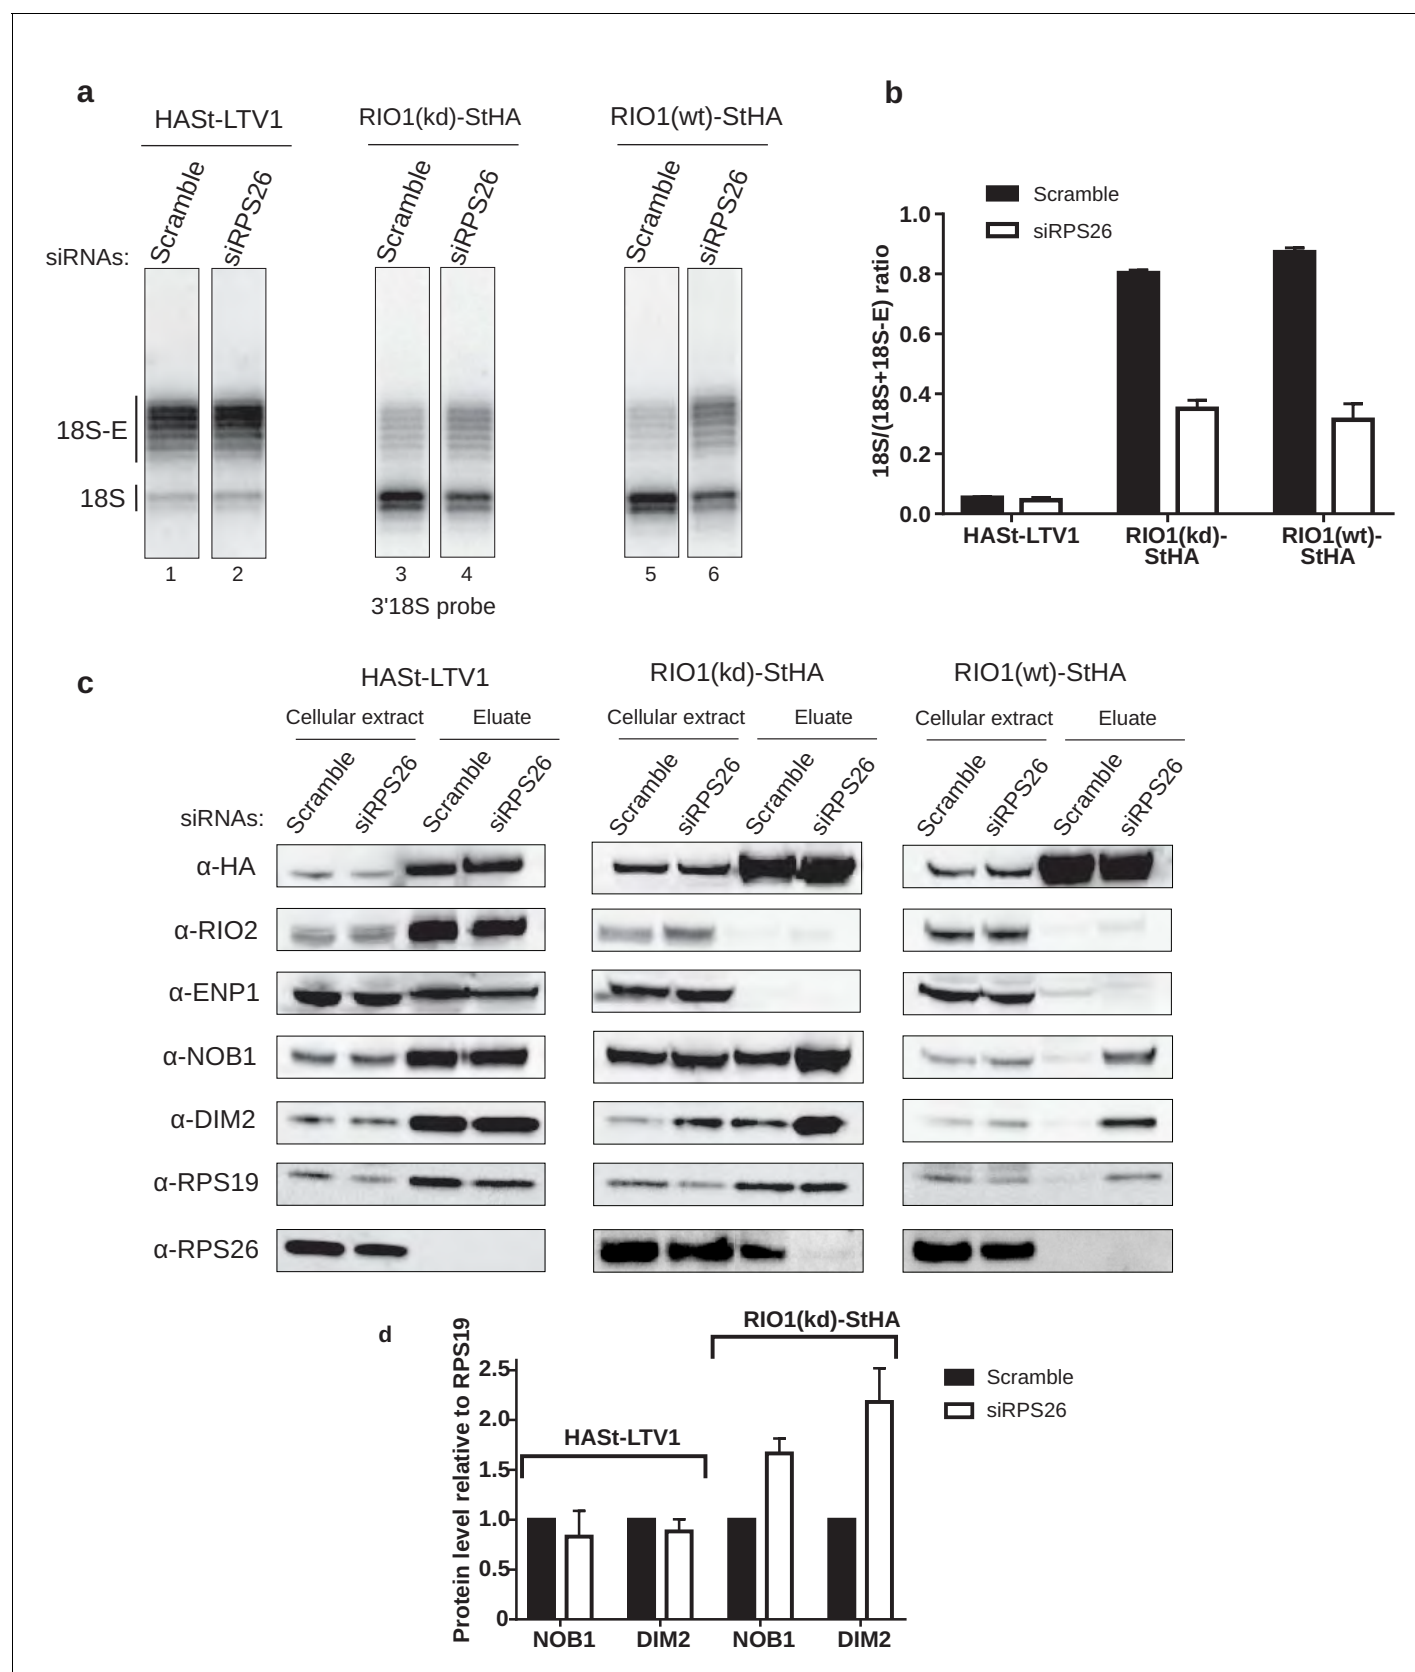 a
HASt-LTV1
RIO1(kd)-StHA
RIO1(wt)-StHA
siRNAs:
Scramble
siRPS26
Scramble
siRPS26
Scramble
siRPS26
18S-E
18S
1
2
3
4
5
6
3'18S probe
b
Scramble
siRPS26
18S/(18S+18S-E) ratio
1.0
0.8
0.6
0.4
0.2
0.0
HASt-LTV1
RIO1(kd)-
StHA
RIO1(wt)-
StHA
c
HASt-LTV1
RIO1(kd)-StHA
RIO1(wt)-StHA
Cellular extract
Eluate
Cellular extract
Eluate
Cellular extract
Eluate
siRNAs:
Scramble
siRPS26
Scramble
siRPS26
Scramble
siRPS26
Scramble
siRPS26
Scramble
siRPS26
Scramble
siRPS26
α-HA
α-RIO2
α-ENP1
α-NOB1
α-DIM2
α-RPS19
α-RPS26
d
Protein level relative to RPS19
2.5
2.0
1.5
1.0
0.5
0
HASt-LTV1
RIO1(kd)-StHA
Scramble
siRPS26
NOB1
DIM2
NOB1
DIM2